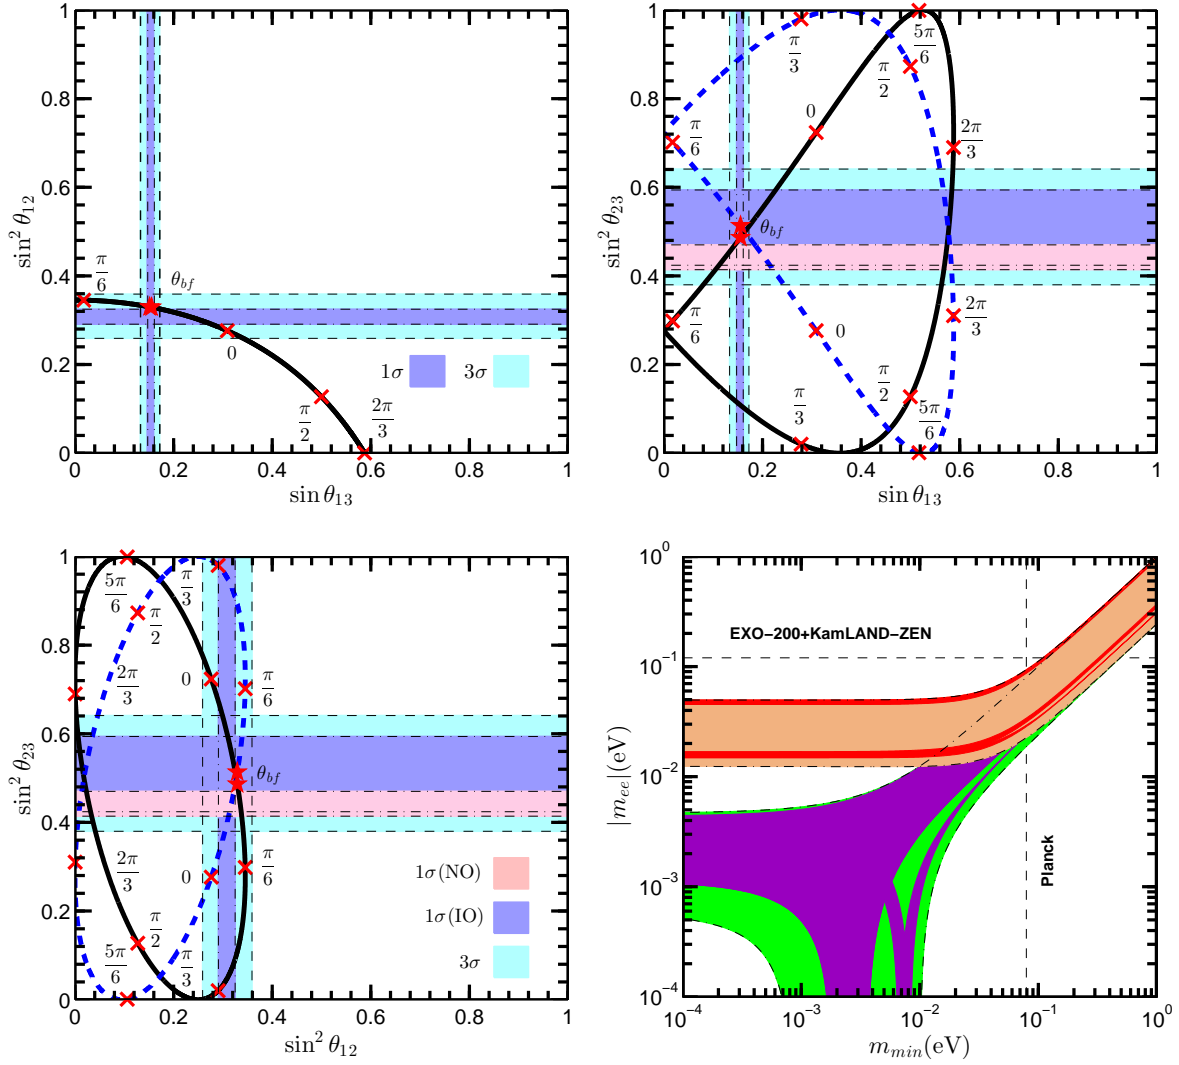 1
0.8
0.6
0.4
0.2
0
sin² θ₁₂
π/6
θ_bf
0
π/2
2π/3
1σ
3σ
0 0.2 0.4 0.6 0.8 1
sin θ₁₃
1
0.8
0.6
0.4
0.2
0
sin² θ₂₃
π/3
5π/6
π/2
0
π/6
2π/3
θ_bf
π/6
0
2π/3
π/2
π/3
5π/6
0 0.2 0.4 0.6 0.8 1
sin θ₁₃
1
0.8
0.6
0.4
0.2
0
sin² θ₂₃
5π/6
π/3
π/2
2π/3
0
π/6
θ_bf
2π/3
0
π/6
π/2
5π/6
π/3
1σ(NO)
1σ(IO)
3σ
0 0.2 0.4 0.6 0.8 1
sin² θ₁₂
10⁰
10⁻¹
10⁻²
10⁻³
10⁻⁴
|m_ee|(eV)
EXO−200+KamLAND−ZEN
Planck
10⁻⁴ 10⁻³ 10⁻² 10⁻¹ 10⁰
m_min(eV)